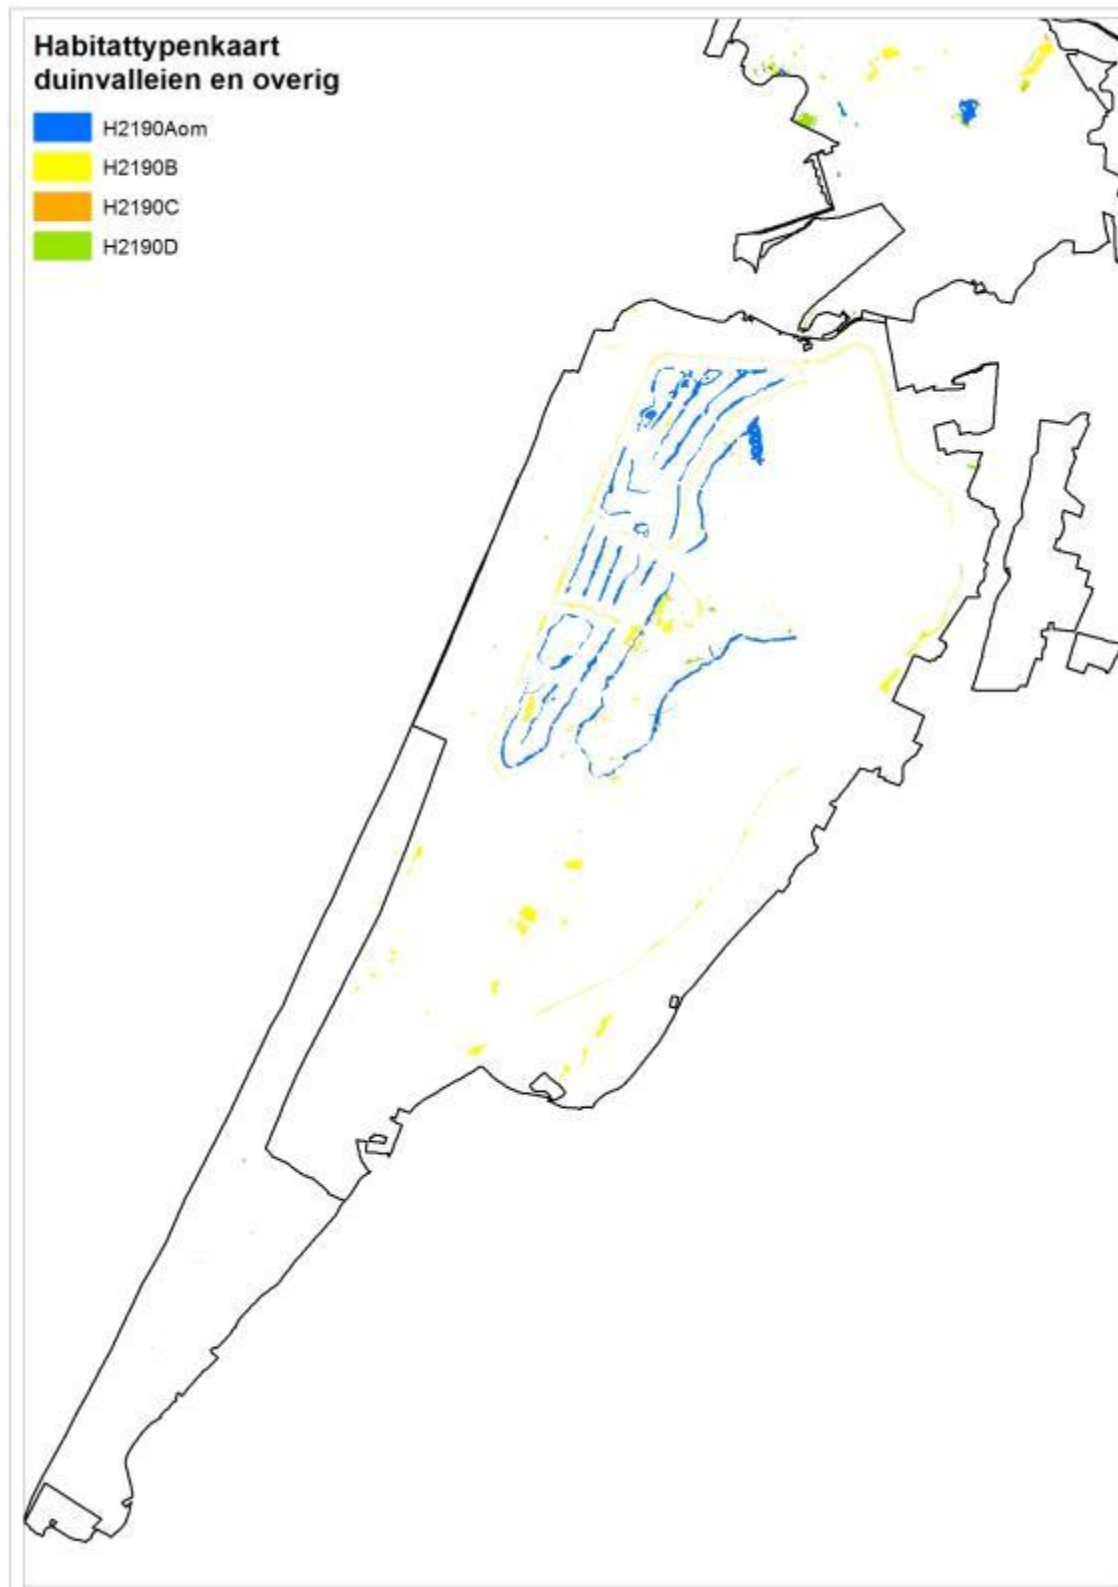 Habitattypenkaart
duinvalleien en overig
H2190Aom
H2190B
H2190C
H2190D